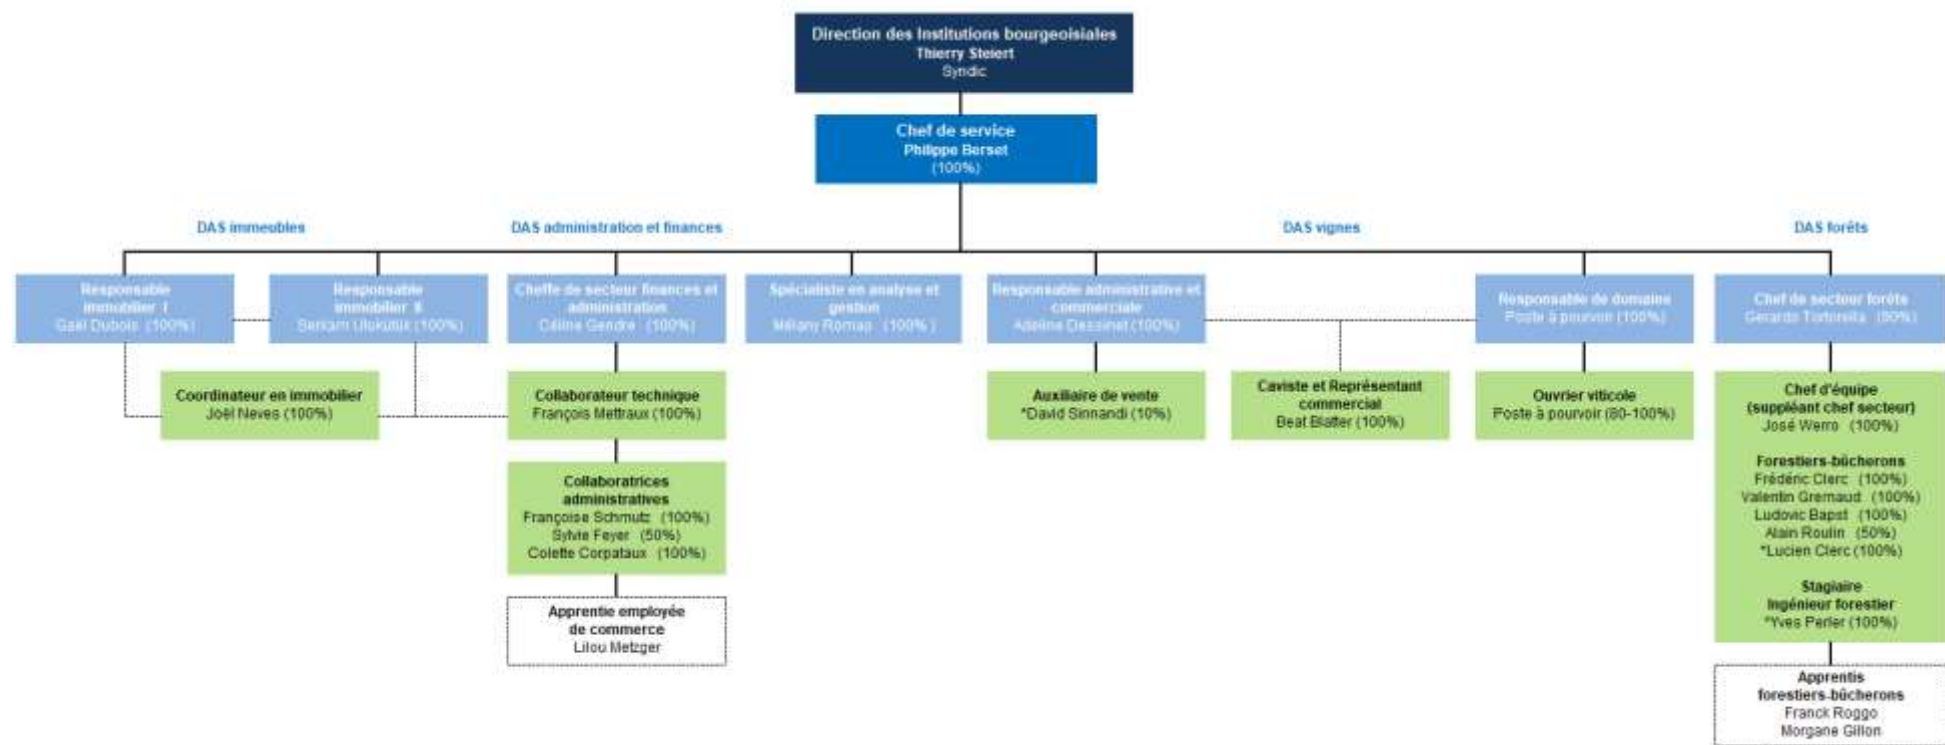 Direction des Institutions bourgeoisiales
Thierry Steiert
Syndic
Chef de service
Philippe Berset
(100%)
DAS immeubles
DAS administration et finances
DAS vignes
DAS forêts
Responsable
immobilier I
Gaël Dubois (100%)
Responsable
immobilier II
(100%)
Cheffe de secteur finances et
administration
Céline Gendre (100%)
Spécialiste en analyse et
gestion
Mélany (100% )
Responsable administrative et
commerciale
Adeline (100%)
Responsable de domaine
Poste à pourvoir (100%)
Chef de secteur forêts
Gerardo Tortorella
Coordinateur en immobilier
Joël Neves (100%)
Collaborateur technique
François Mettraux (100%)
Auxiliaire de vente
*David Sinnandi (10%)
Caviste et Représentant
commercial
Beat Blatter (100%)
Ouvrier viticole
Poste à pourvoir (80-100%)
Chef d'équipe
(suppléant chef secteur)
José Werro (100%)
Forestiers-bûcherons
Frédéric Clerc (100%)
Valentin Gremaud (100%)
Ludovic Bapst (100%)
Alain Roulin (50%)
*Lucien Clerc (100%)
Stagiaire
Ingénieur forestier
*Yves Perler (100%)
Collaboratrices
administratives
Françoise Schmutz (100%)
Sylvie Feyer (50%)
Colette Corpataux (100%)
Apprentie employée
de commerce
Lilou Metzger
Apprentis
forestiers-bûcherons
Franck Roggo
Morgane Gillon